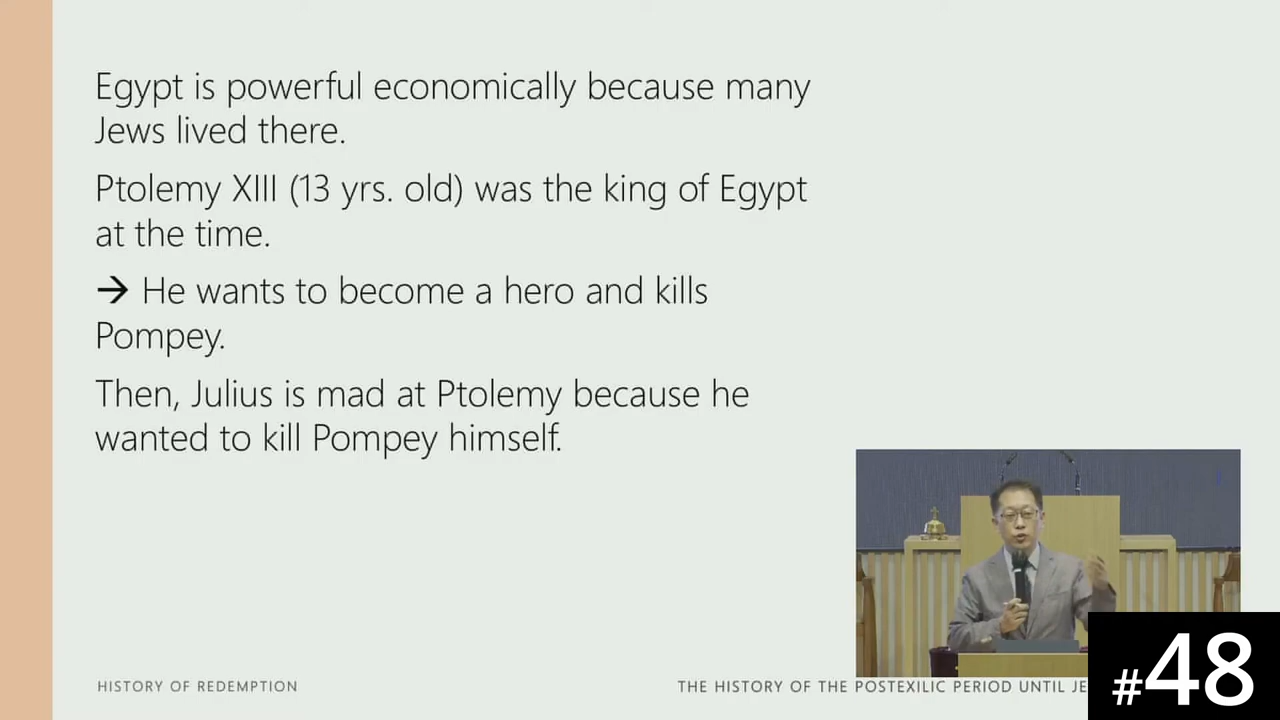 Egypt is powerful economically because many
Jews lived there.
Ptolemy XIII (13 yrs. old) was the king of Egypt
at the time.
→ He wants to become a hero and kills
Pompey.
Then, Julius is mad at Ptolemy because he
wanted to kill Pompey himself.
HISTORY OF REDEMPTION
THE HISTORY OF THE POSTEXILIC PERIOD UNTIL JE
#48